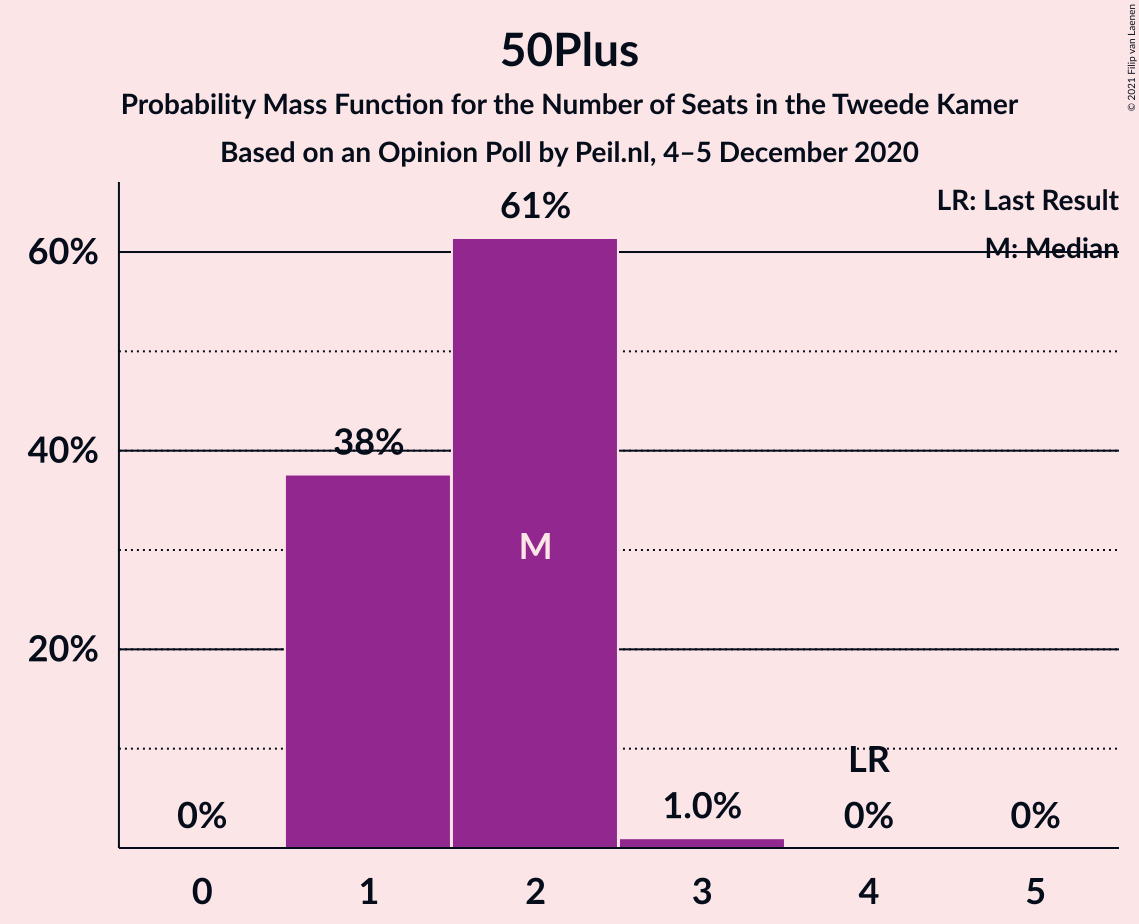 50Plus
Probability Mass Function for the Number of Seats in the Tweede Kamer
Based on an Opinion Poll by Peil.nl, 4–5 December 2020
© 2021 Filip van Laenen
LR: Last Result
M: Median
61%
60%
38%
40%
M
20%
LR
0%
1.0%
0%
0%
0 1 2 3 4 5